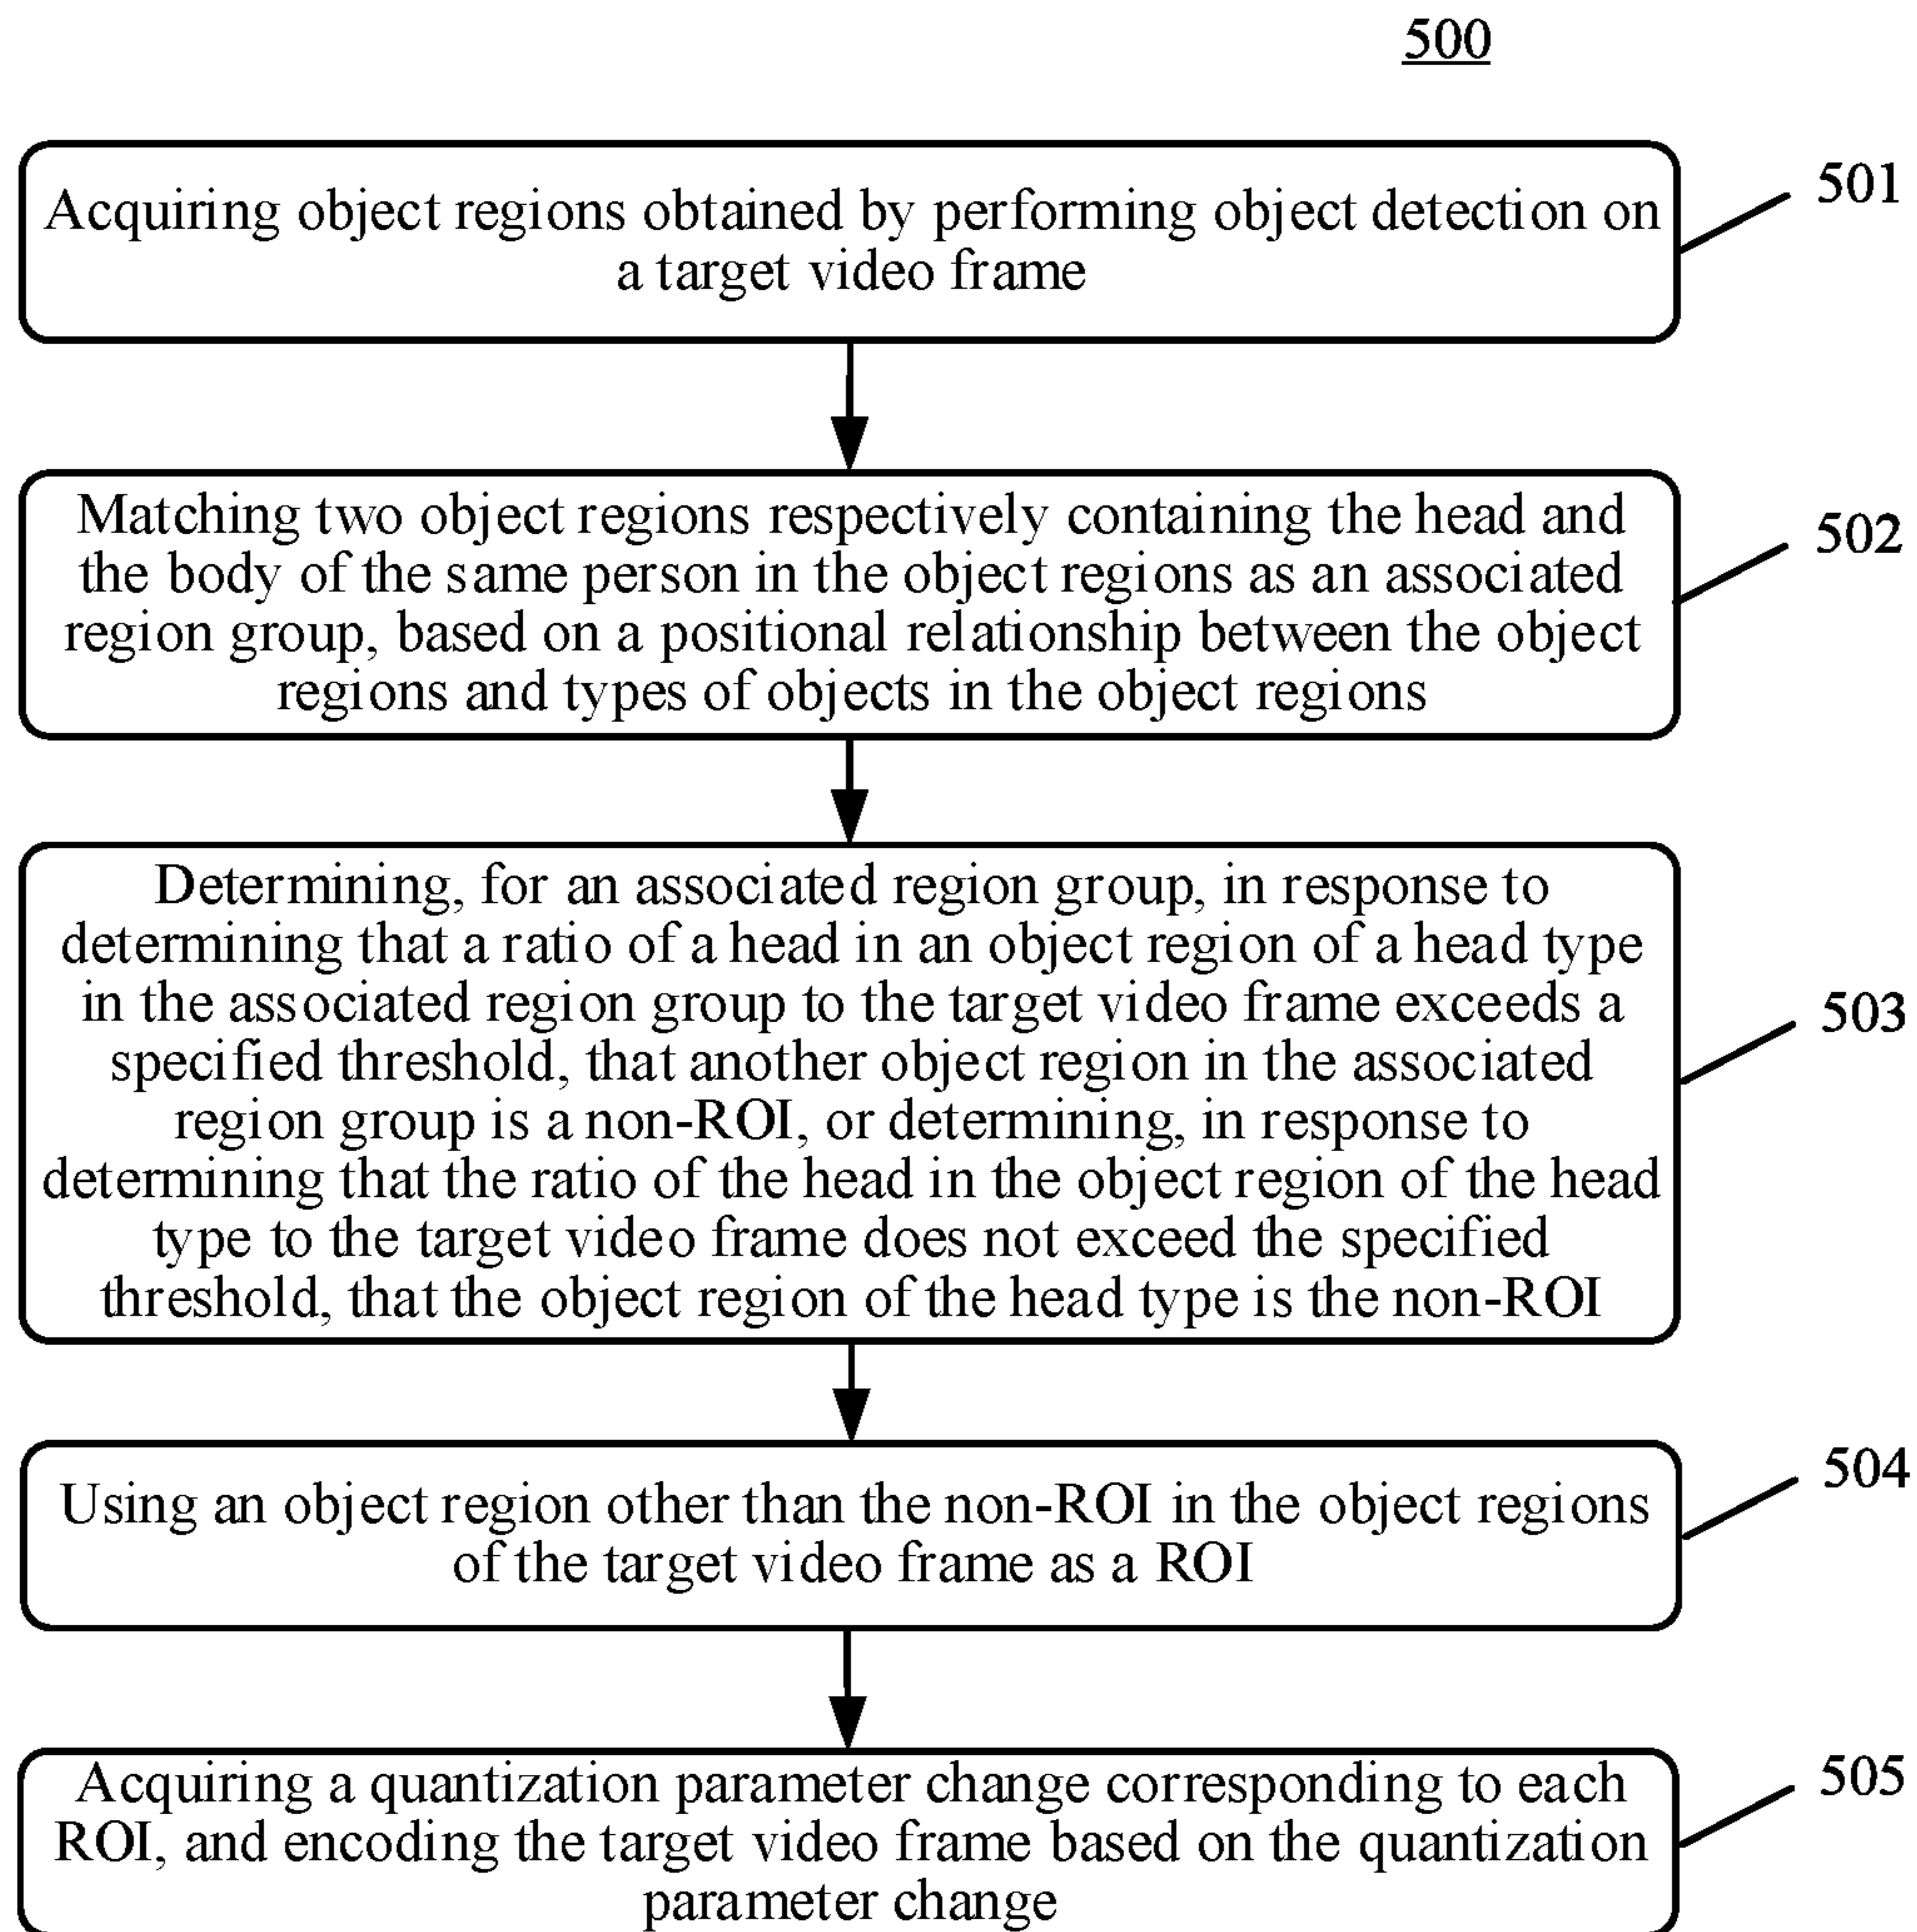 500
Acquiring object regions obtained by performing object detection on
a target video frame
501
Matching two object regions respectively containing the head and
the body of the same person in the object regions as an associated
region group, based on a positional relationship between the object
regions and types of objects in the object regions
502
Determining, for an associated region group, in response to
determining that a ratio of a head in an object region of a head type
in the associated region group to the target video frame exceeds a
specified threshold, that another object region in the associated
region group is a non-ROI, or determining, in response to
determining that the ratio of the head in the object region of the head
type to the target video frame does not exceed the specified
threshold, that the object region of the head type is the non-ROI
503
Using an object region other than the non-ROI in the object regions
of the target video frame as a ROI
504
Acquiring a quantization parameter change corresponding to each
ROI, and encoding the target video frame based on the quantization
parameter change
505